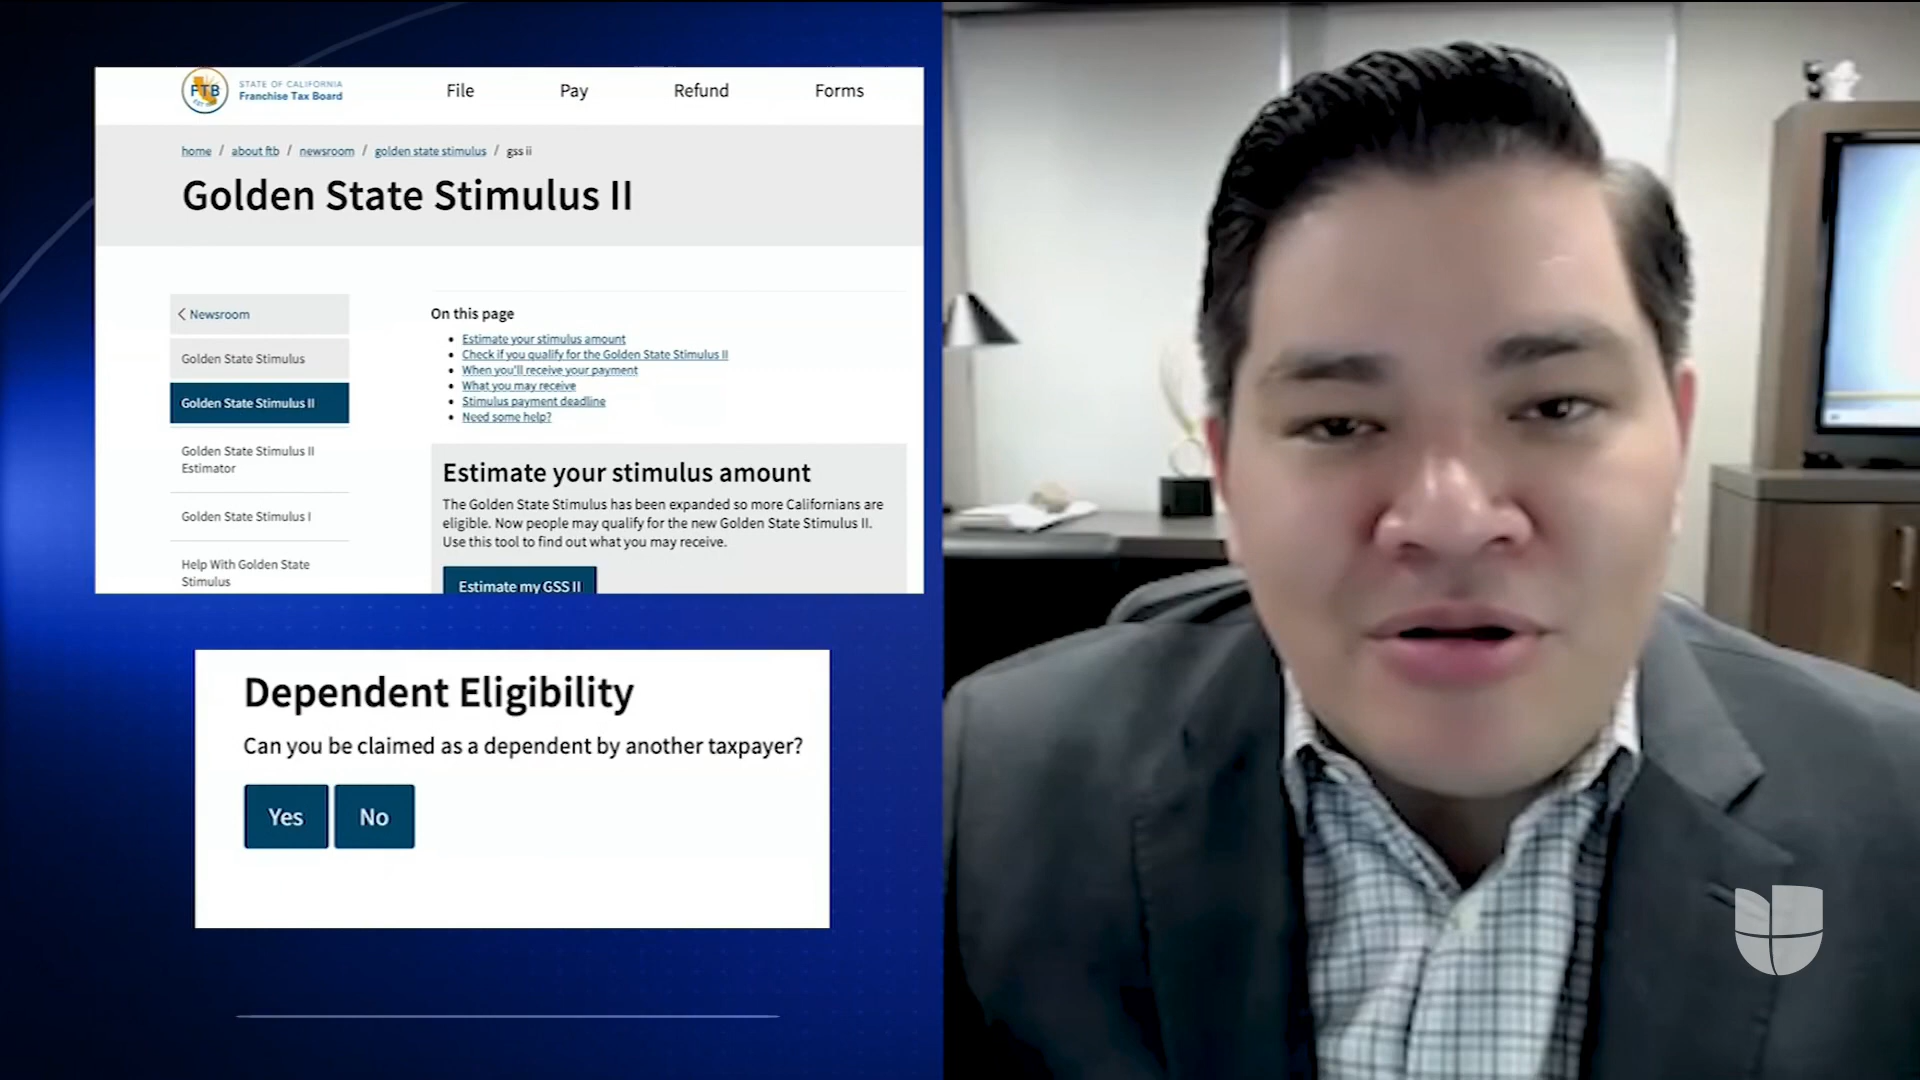 FTB
STATE OF CALIFORNIA
Franchise Tax Board
File
Pay
Refund
Forms
home / about ftb / newsroom / golden state stimulus / gss ii
Golden State Stimulus II
Newsroom
Golden State Stimulus
Golden State Stimulus II
Golden State Stimulus II
Estimator
Golden State Stimulus I
Help With Golden State
Stimulus
On this page
Estimate your stimulus amount
Check if you qualify for the Golden State Stimulus II
When you'll receive your payment
What you may receive
Stimulus payment deadline
Need some help?
Estimate your stimulus amount
The Golden State Stimulus has been expanded so more Californians are
eligible. Now people may qualify for the new Golden State Stimulus II.
Use this tool to find out what you may receive.
Estimate my GSS II
Dependent Eligibility
Can you be claimed as a dependent by another taxpayer?
Yes
No